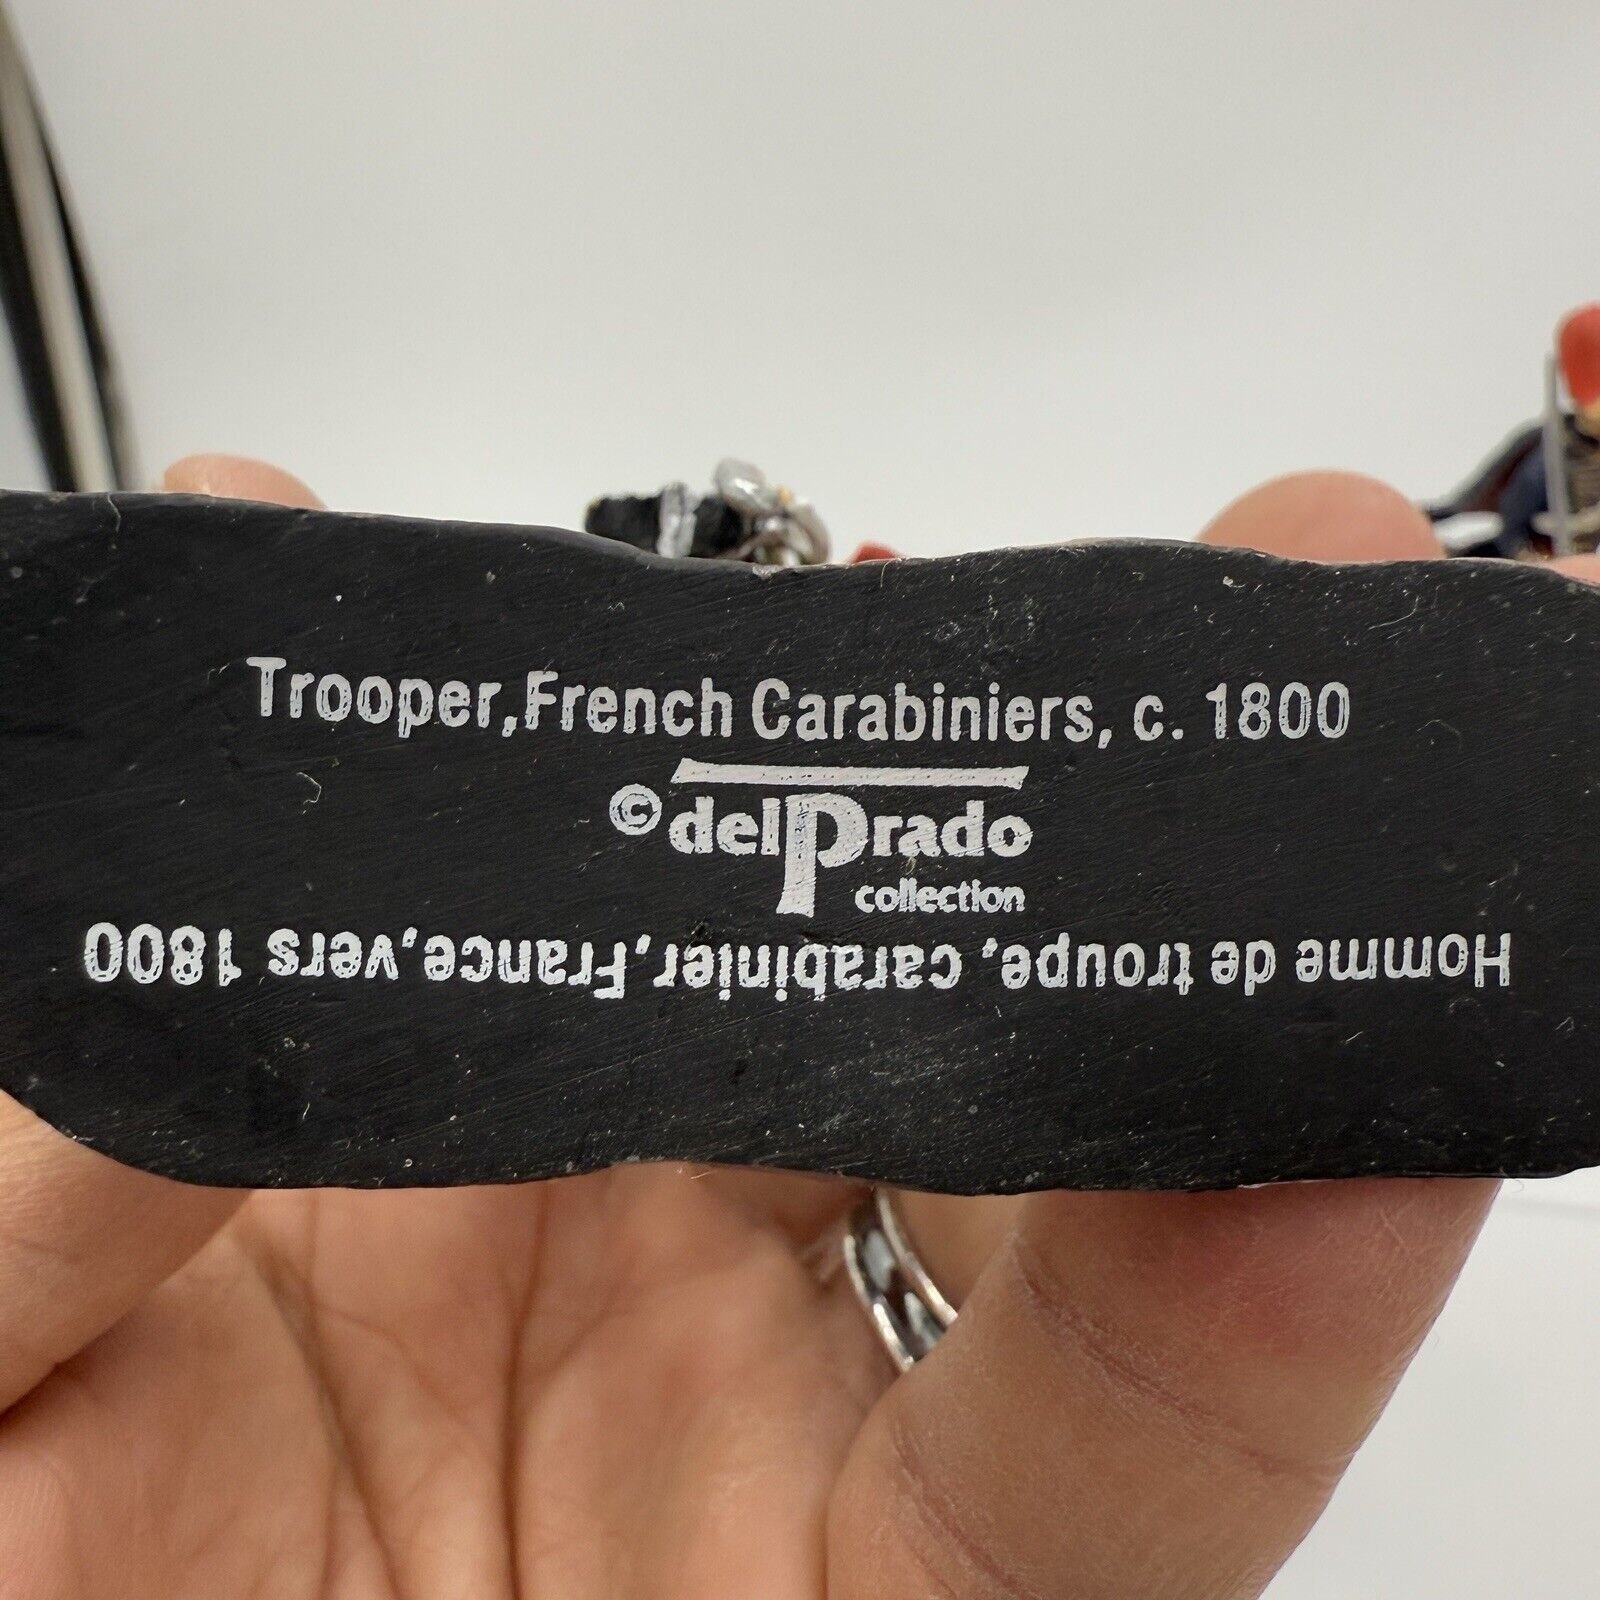 Trooper,French Carabiniers, c. 1800
©delPrado
collection
Homme de troupe, carabinier,France,vers 1800